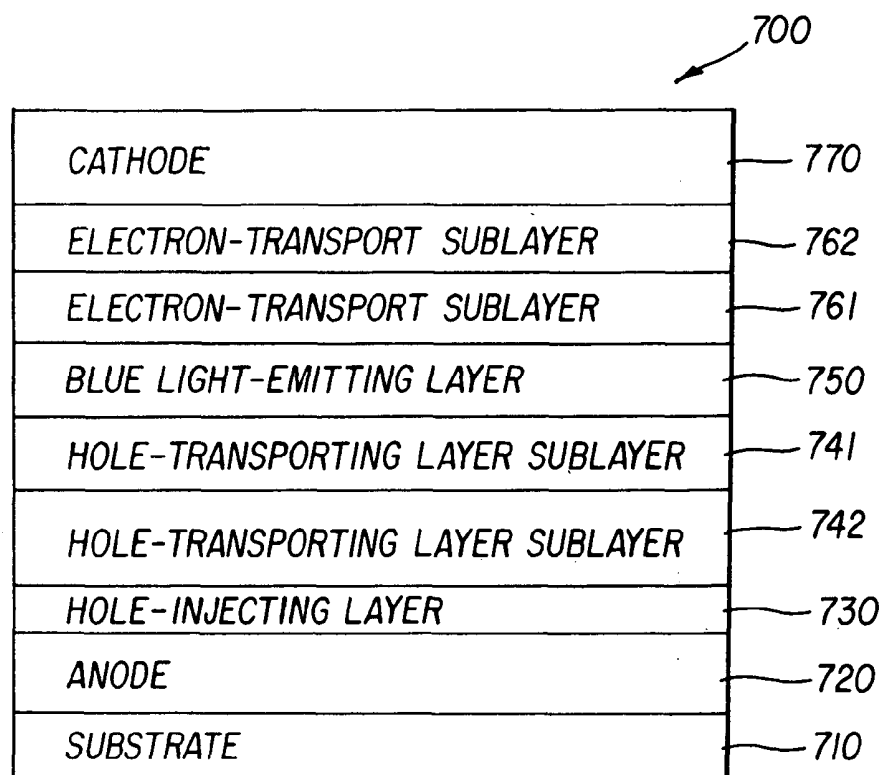 700
CATHODE 770
ELECTRON-TRANSPORT SUBLAYER 762
ELECTRON-TRANSPORT SUBLAYER 761
BLUE LIGHT-EMITTING LAYER 750
HOLE-TRANSPORTING LAYER SUBLAYER 741
HOLE-TRANSPORTING LAYER SUBLAYER 742
HOLE-INJECTING LAYER 730
ANODE 720
SUBSTRATE 710